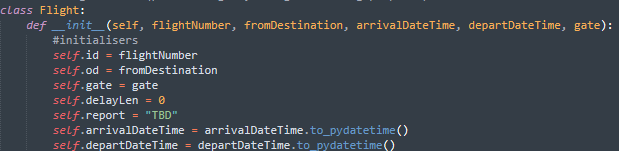 class Flight:
    def __init__(self, flightNumber, fromDestination, arrivalDateTime, departDateTime, gate):
        #initialisers
        self.id = flightNumber
        self.od = fromDestination
        self.gate = gate
        self.delayLen = 0
        self.report = "TBD"
        self.arrivalDateTime = arrivalDateTime.to_pydatetime()
        self.departDateTime = departDateTime.to_pydatetime()